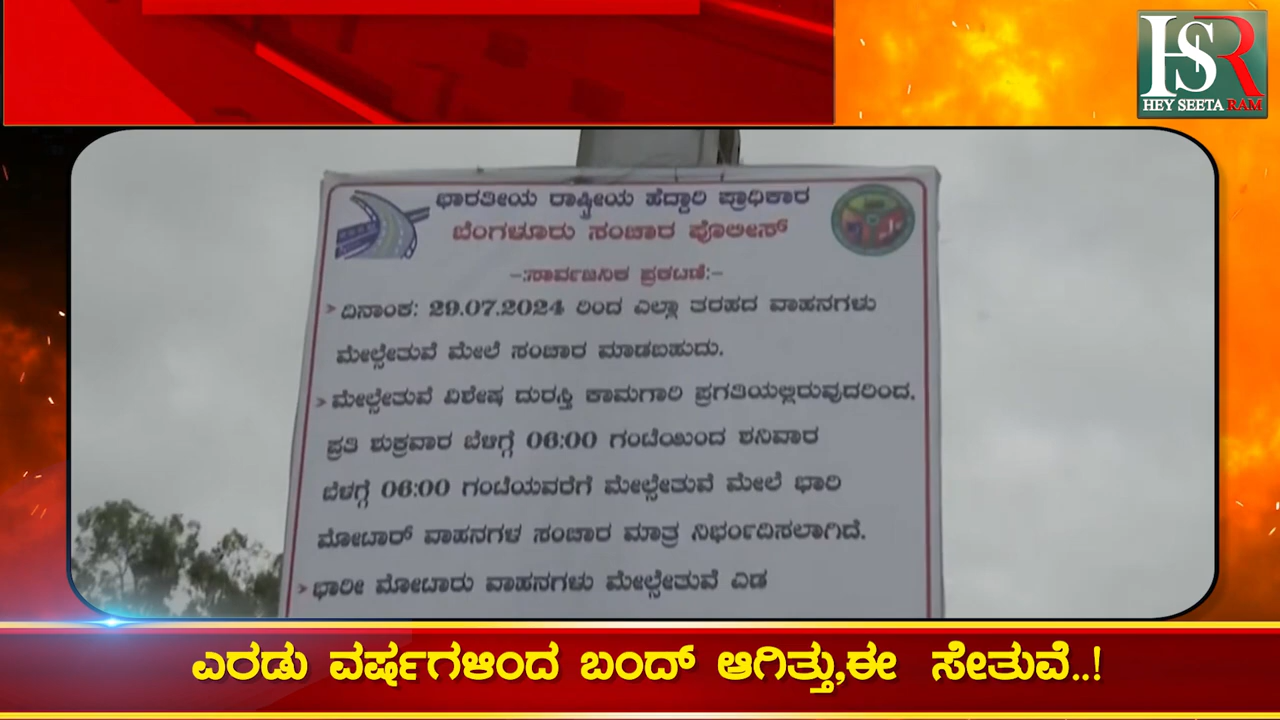 HSR
HEY SEETA RAM
ಭಾರತೀಯ ರಾಷ್ಟ್ರೀಯ ಹೆದ್ದಾರಿ ಪ್ರಾಧಿಕಾರ
ಬೆಂಗಳೂರು ಸಂಚಾರ ಪೊಲೀಸ್
-:ಸಾರ್ವಜನಿಕ ಪ್ರಕಟಣೆ:-
➢ ದಿನಾಂಕ: 29.07.2024 ರಿಂದ ಎಲ್ಲಾ ತರಹದ ವಾಹನಗಳು
ಮೇಲ್ಸೇತುವೆ ಮೇಲೆ ಸಂಚಾರ ಮಾಡಬಹುದು.
➢ ಮೇಲ್ಸೇತುವೆ ವಿಶೇಷ ದುರಸ್ತಿ ಕಾಮಗಾರಿ ಪ್ರಗತಿಯಲ್ಲಿರುವುದರಿಂದ.
ಪ್ರತಿ ಶುಕ್ರವಾರ ಬೆಳಿಗ್ಗೆ 06:00 ಗಂಟೆಯಿಂದ ಶನಿವಾರ
ಬೆಳಗ್ಗೆ 06:00 ಗಂಟೆಯವರೆಗೆ ಮೇಲ್ಸೇತುವೆ ಮೇಲೆ ಭಾರಿ
ಮೋಟಾರ್ ವಾಹನಗಳ ಸಂಚಾರ ಮಾತ್ರ ನಿರ್ಭಂದಿಸಲಾಗಿದೆ.
➢ ಭಾರೀ ಮೋಟಾರು ವಾಹನಗಳು ಮೇಲ್ಸೇತುವೆ ಎಡ
ಎರಡು ವರ್ಷಗಳಿಂದ ಬಂದ್ ಆಗಿತ್ತು,ಈ ಸೇತುವೆ..!